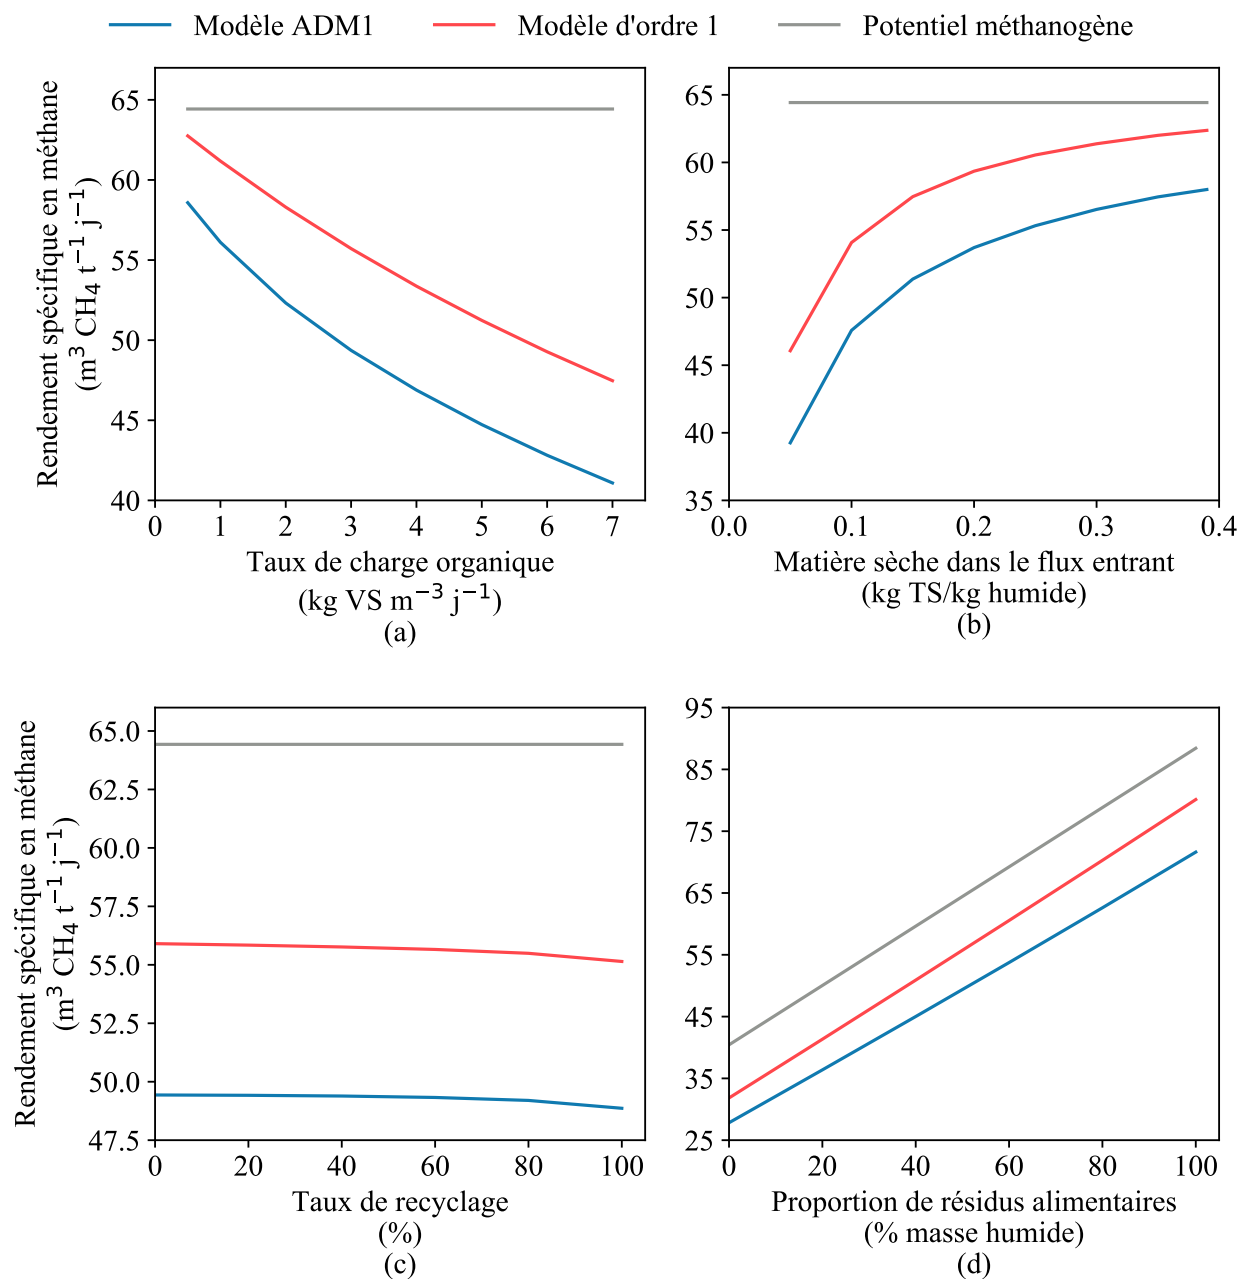 Modèle ADM1 Modèle d'ordre 1 Potentiel méthanogène
Rendement spécifique en méthane
(m³ CH₄ t⁻¹ j⁻¹)
65
60
55
50
45
40
0 1 2 3 4 5 6 7
Taux de charge organique
(kg VS m⁻³ j⁻¹)
(a)
65
60
55
50
45
40
35
0.0 0.1 0.2 0.3 0.4
Matière sèche dans le flux entrant
(kg TS/kg humide)
(b)
Rendement spécifique en méthane
(m³ CH₄ t⁻¹ j⁻¹)
65.0
62.5
60.0
57.5
55.0
52.5
50.0
47.5
0 20 40 60 80 100
Taux de recyclage
(%)
(c)
95
85
75
65
55
45
35
25
0 20 40 60 80 100
Proportion de résidus alimentaires
(% masse humide)
(d)